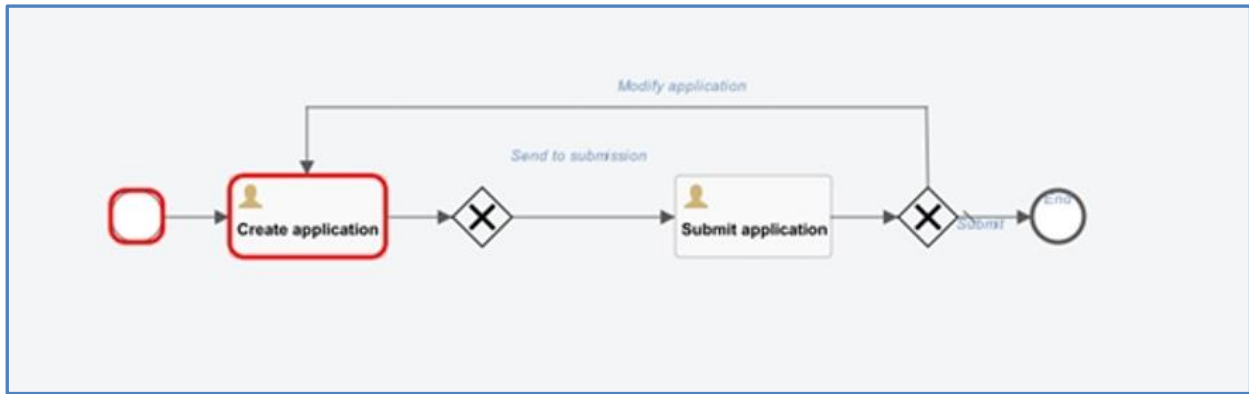 Modify application
Send to submission
Create application
Submit application
Submit
End